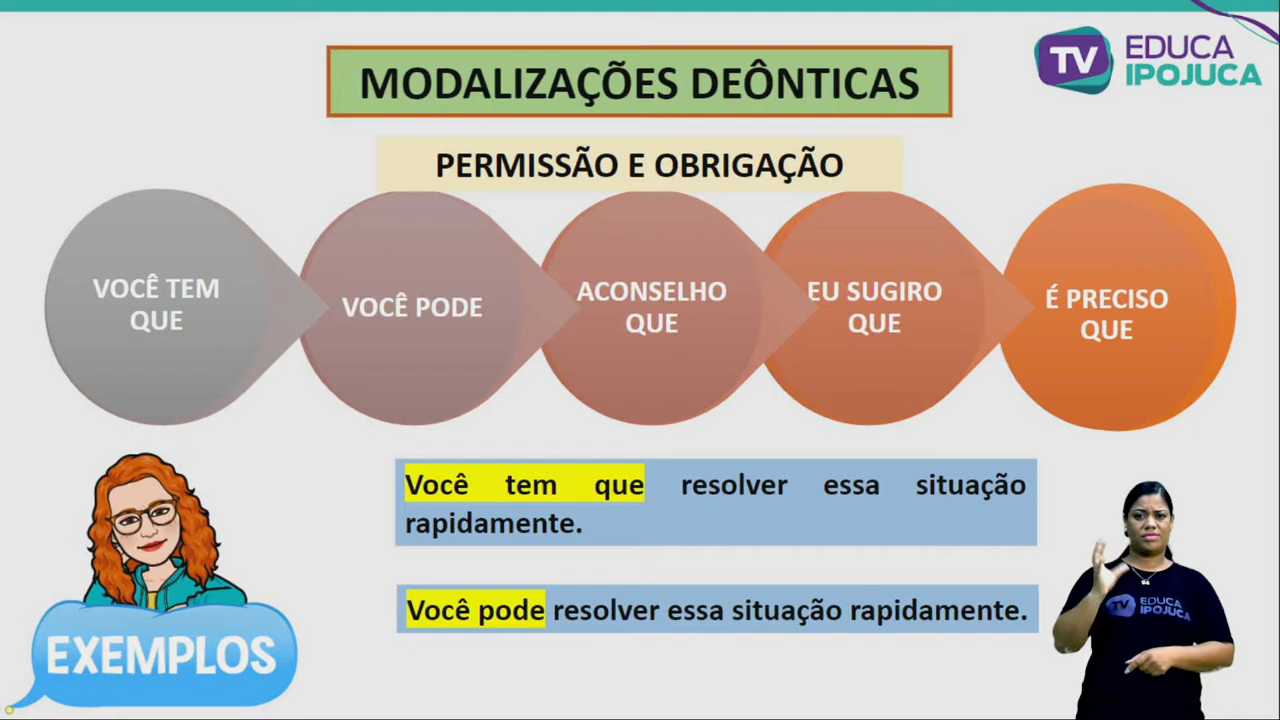 MODALIZAÇÕES DEÔNTICAS
TV EDUCA
IPOJUCA
PERMISSÃO E OBRIGAÇÃO
VOCÊ TEM
QUE
VOCÊ PODE
ACONSELHO
QUE
EU SUGIRO
QUE
É PRECISO
QUE
Você tem que resolver essa situação
rapidamente.
Você pode resolver essa situação rapidamente.
EXEMPLOS
TV EDUCA
IPOJUCA